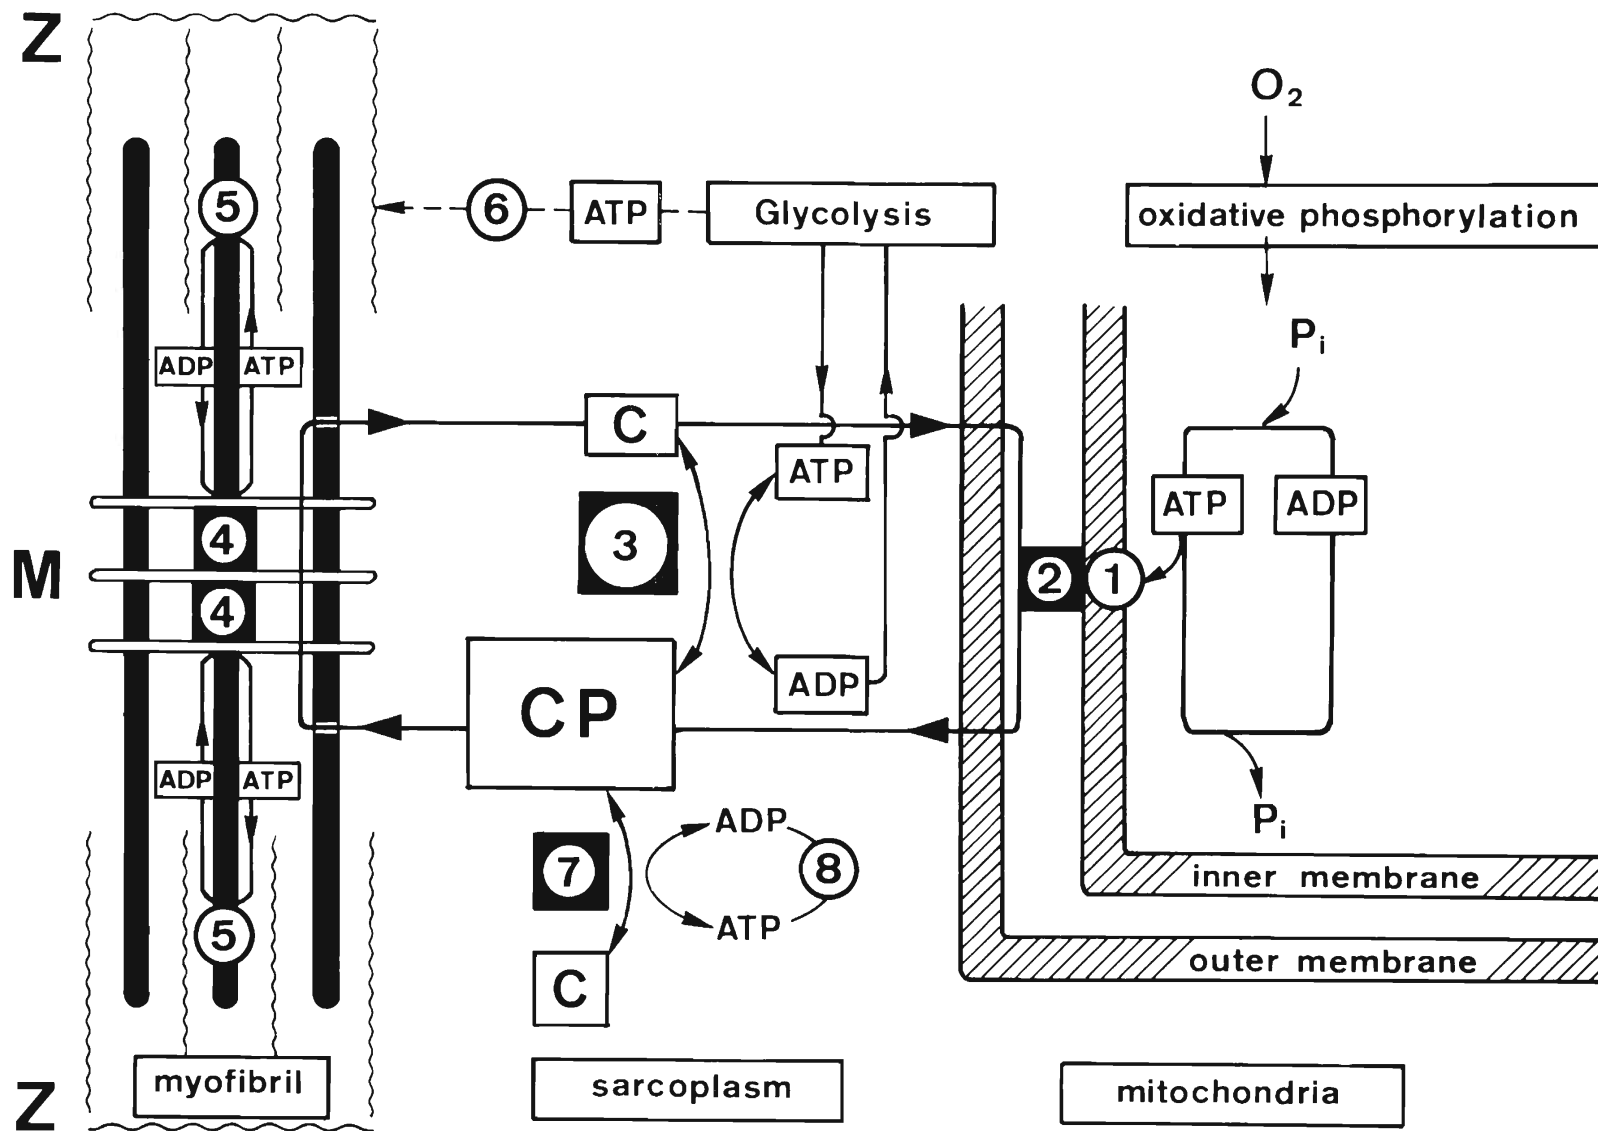 Z
O₂
5
6
ATP
Glycolysis
oxidative phosphorylation
Pᵢ
ADP
ATP
C
ATP
ATP
ADP
4
3
M
2
1
4
CP
ADP
ADP
ATP
ADP
Pᵢ
7
8
inner membrane
5
ATP
outer membrane
C
myofibril
sarcoplasm
mitochondria
Z